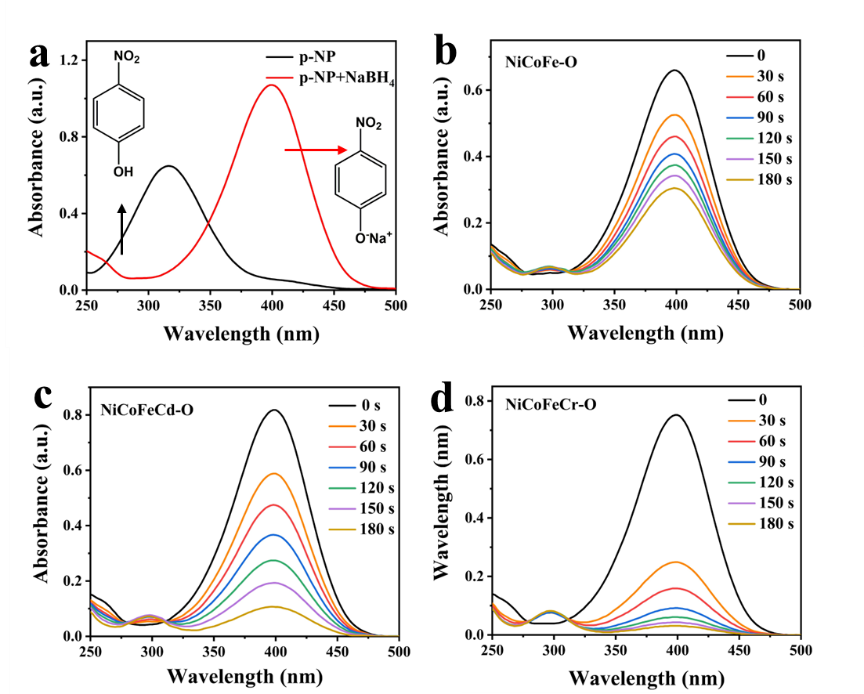 a
NO₂
OH
p-NP
p-NP+NaBH₄
NO₂
O⁻Na⁺
Absorbance (a.u.)
1.2
0.8
0.4
0.0
250 300 350 400 450 500
Wavelength (nm)
b
NiCoFe-O
0
30 s
60 s
90 s
120 s
150 s
180 s
Absorbance (a.u.)
0.6
0.4
0.2
0.0
250 300 350 400 450 500
Wavelength (nm)
c
NiCoFeCd-O
0 s
30 s
60 s
90 s
120 s
150 s
180 s
Absorbance (a.u.)
0.8
0.6
0.4
0.2
0.0
250 300 350 400 450 500
Wavelength (nm)
d
NiCoFeCr-O
0
30 s
60 s
90 s
120 s
150 s
180 s
Wavelength (nm)
0.8
0.6
0.4
0.2
0.0
250 300 350 400 450 500
Wavelength (nm)